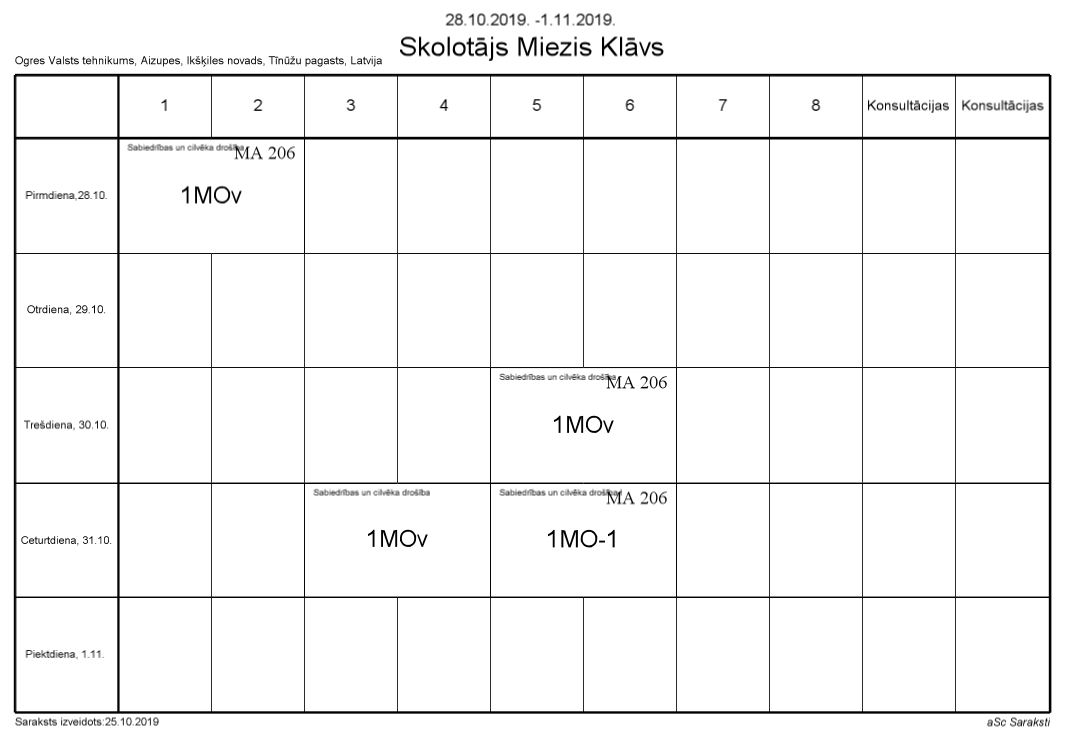 28.10.2019. -1.11.2019.
Skolotājs Miezis Klāvs
Ogres Valsts tehnikums, Aizupes, Ikšķiles novads, Tīnūžu pagasts, Latvija
1 2 3 4 5 6 7 8 Konsultācijas Konsultācijas
Sabiedrības un cilvēka drošība MA 206
Pirmdiena,28.10. 1MOv
Otrdiena, 29.10.
Sabiedrības un cilvēka drošība MA 206
Trešdiena, 30.10. 1MOv
Sabiedrības un cilvēka drošība Sabiedrības un cilvēka drošība MA 206
Ceturtdiena, 31.10. 1MOv 1MO-1
Piektdiena, 1.11.
Saraksts izveidots:25.10.2019 aSc Saraksti